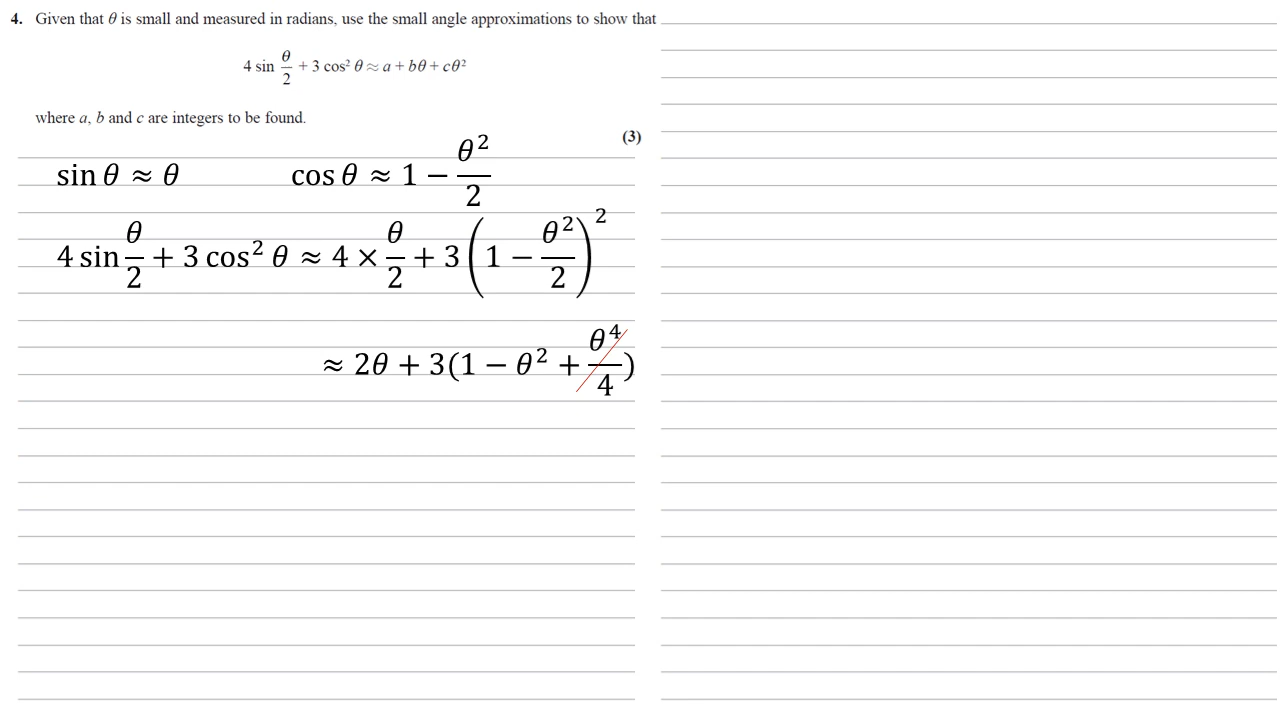 4. Given that θ is small and measured in radians, use the small angle approximations to show that
4 sin θ/2 + 3 cos² θ ≈ a + bθ + cθ²
where a, b and c are integers to be found.
(3)
sin θ ≈ θ cos θ ≈ 1 − θ²/2
4 sin θ/2 + 3 cos² θ ≈ 4 × θ/2 + 3(1 − θ²/2)²
≈ 2θ + 3(1 − θ² + θ⁴/4)